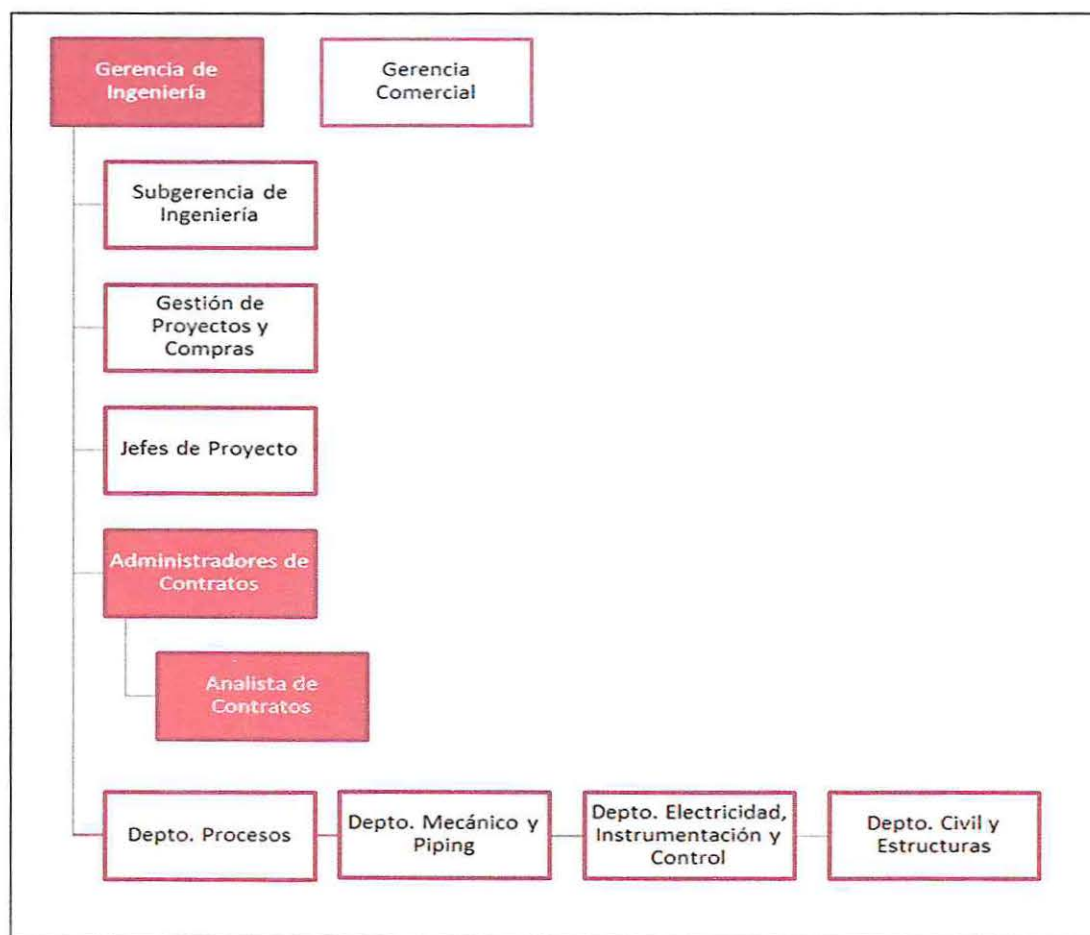 Gerencia de
Ingeniería
Gerencia
Comercial
Subgerencia de
Ingeniería
Gestión de
Proyectos y
Compras
Jefes de Proyecto
Administradores de
Contratos
Analista de
Contratos
Depto. Procesos
Depto. Mecánico y
Piping
Depto. Electricidad,
Instrumentación y
Control
Depto. Civil y
Estructuras